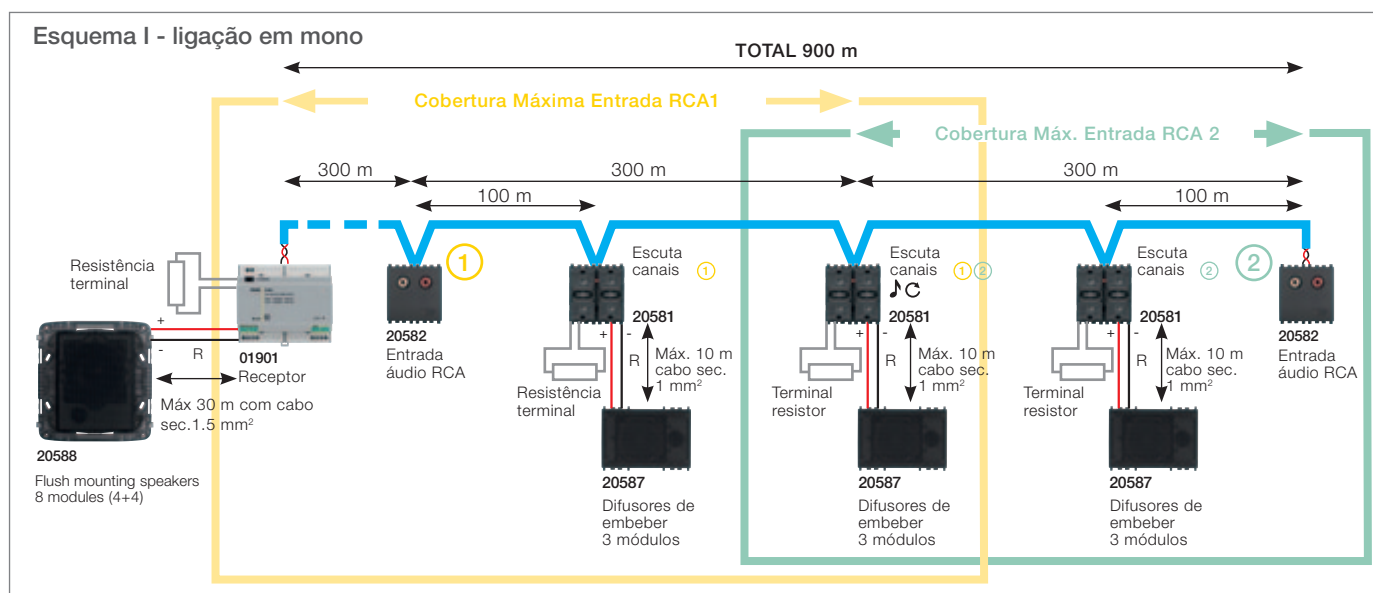 Esquema I - ligação em mono
TOTAL 900 m
Cobertura Máxima Entrada RCA1
Cobertura Máx. Entrada RCA 2
300 m
300 m
300 m
100 m
100 m
Resistência
terminal
+
-
R
01901
Receptor
Máx 30 m com cabo
sec.1.5 mm²
20588
Flush mounting speakers
8 modules (4+4)
1
20582
Entrada
áudio RCA
Escuta
canais 1
20581
+
-
R
Máx. 10 m
cabo sec.
1 mm²
Resistência
terminal
20587
Difusores de
embeber
3 módulos
Escuta
canais 1 2
20581
+
-
R
Máx. 10 m
cabo sec.
1 mm²
Terminal
resistor
20587
Difusores de
embeber
3 módulos
Escuta
canais 2
20581
+
-
R
Máx. 10 m
cabo sec.
1 mm²
Terminal
resistor
20587
Difusores de
embeber
3 módulos
2
20582
Entrada
áudio RCA